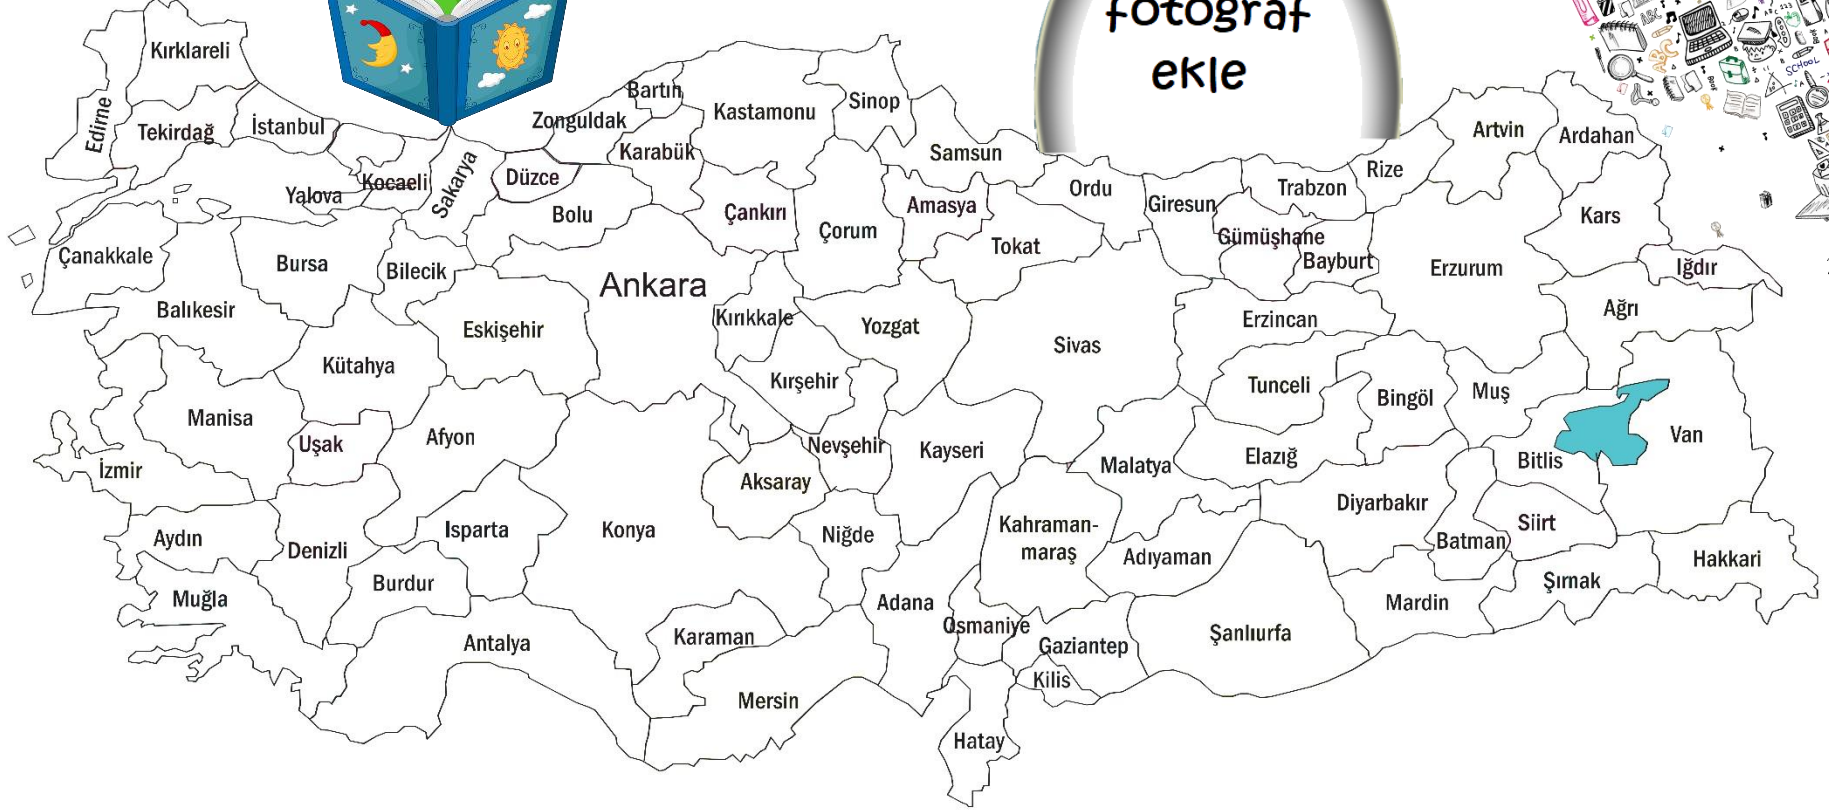 fotoğraf
ekle
ABC
ABC
ABC
SCHOOL
Kırklareli
Edirne
Tekirdağ
İstanbul
Yalova
Kocaeli
Sakarya
Düzce
Zonguldak
Bartın
Karabük
Kastamonu
Sinop
Samsun
Bolu
Çankırı
Çorum
Amasya
Tokat
Ordu
Giresun
Trabzon
Rize
Artvin
Ardahan
Gümüşhane
Bayburt
Kars
Iğdır
Ağrı
Erzurum
Erzincan
Çanakkale
Balıkesir
Bursa
Bilecik
Eskişehir
Ankara
Kırıkkale
Yozgat
Sivas
Kütahya
Kırşehir
Tunceli
Bingöl
Muş
Manisa
Uşak
Afyon
İzmir
Nevşehir
Kayseri
Malatya
Elazığ
Bitlis
Van
Aksaray
Aydın
Denizli
Isparta
Konya
Niğde
Kahraman-
maraş
Adıyaman
Diyarbakır
Batman
Siirt
Hakkari
Şırnak
Muğla
Burdur
Antalya
Karaman
Adana
Osmaniye
Gaziantep
Şanlıurfa
Mardin
Mersin
Kilis
Hatay